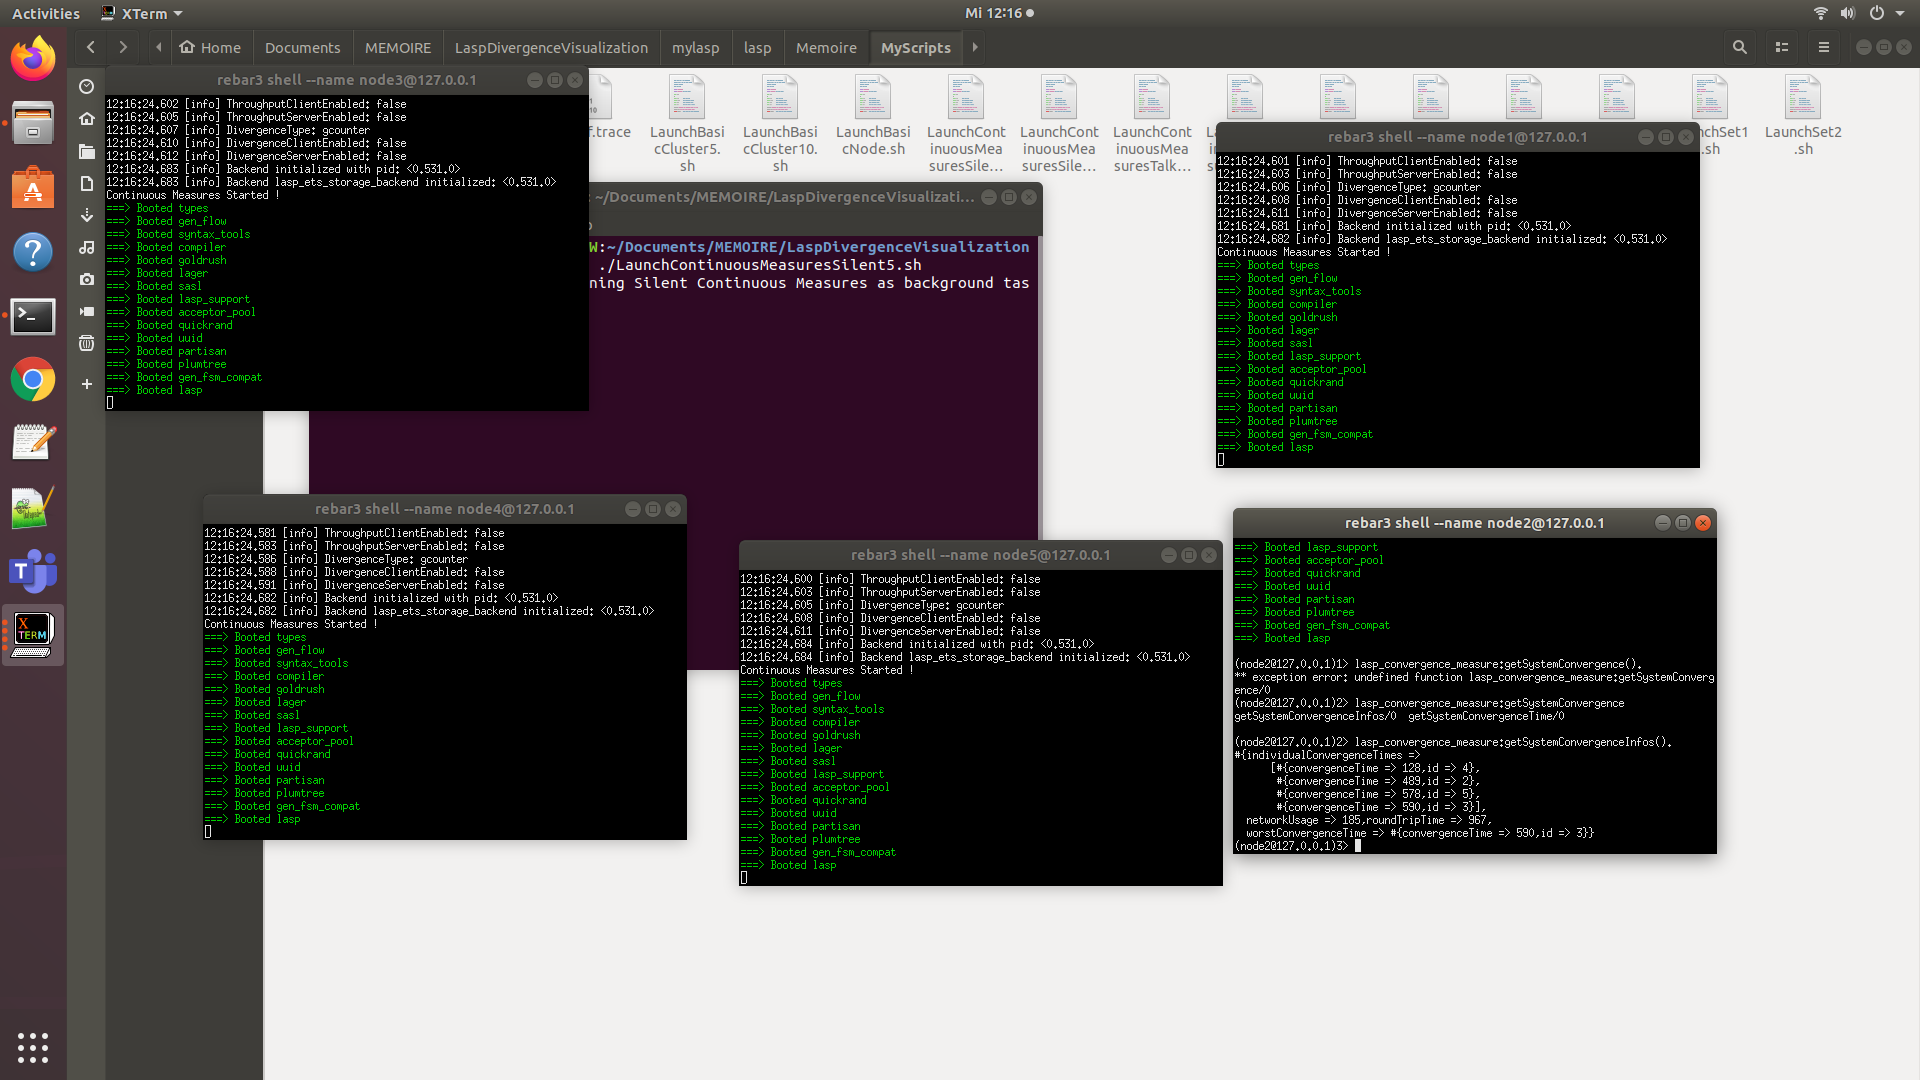 Activities
XTerm
Mi 12:16
Home
Documents
MEMOIRE
LaspDivergenceVisualization
mylasp
lasp
Memoire
MyScripts
f.trace
LaunchBasi
cCluster5.
sh
LaunchBasi
cCluster10.
sh
LaunchBasi
cNode.sh
LaunchCont
inuousMea
suresSile...
LaunchCont
inuousMea
suresSile...
LaunchCont
inuousMea
suresTalk...
nchSet1
.sh
LaunchSet2
.sh
rebar3 shell --name node3@127.0.0.1
12:16:24.602 [info] ThroughputClientEnabled: false
12:16:24.605 [info] ThroughputServerEnabled: false
12:16:24.607 [info] DivergenceType: gcounter
12:16:24.610 [info] DivergenceClientEnabled: false
12:16:24.612 [info] DivergenceServerEnabled: false
12:16:24.683 [info] Backend initialized with pid: <0.531.0>
12:16:24.683 [info] Backend lasp_ets_storage_backend initialized: <0.531.0>
Continuous Measures Started !
===> Booted types
===> Booted gen_flow
===> Booted syntax_tools
===> Booted compiler
===> Booted goldrush
===> Booted lager
===> Booted sasl
===> Booted lasp_support
===> Booted acceptor_pool
===> Booted quickrand
===> Booted uuid
===> Booted partisan
===> Booted plumtree
===> Booted gen_fsm_compat
===> Booted lasp
: ~/Documents/MEMOIRE/LaspDivergenceVisualizati...
W:~/Documents/MEMOIRE/LaspDivergenceVisualization
./LaunchContinuousMeasuresSilent5.sh
ning Silent Continuous Measures as background tas
rebar3 shell --name node1@127.0.0.1
12:16:24.601 [info] ThroughputClientEnabled: false
12:16:24.603 [info] ThroughputServerEnabled: false
12:16:24.606 [info] DivergenceType: gcounter
12:16:24.608 [info] DivergenceClientEnabled: false
12:16:24.611 [info] DivergenceServerEnabled: false
12:16:24.681 [info] Backend initialized with pid: <0.531.0>
12:16:24.682 [info] Backend lasp_ets_storage_backend initialized: <0.531.0>
Continuous Measures Started !
===> Booted types
===> Booted gen_flow
===> Booted syntax_tools
===> Booted compiler
===> Booted goldrush
===> Booted lager
===> Booted sasl
===> Booted lasp_support
===> Booted acceptor_pool
===> Booted quickrand
===> Booted uuid
===> Booted partisan
===> Booted plumtree
===> Booted gen_fsm_compat
===> Booted lasp
rebar3 shell --name node4@127.0.0.1
12:16:24.581 [info] ThroughputClientEnabled: false
12:16:24.583 [info] ThroughputServerEnabled: false
12:16:24.586 [info] DivergenceType: gcounter
12:16:24.588 [info] DivergenceClientEnabled: false
12:16:24.591 [info] DivergenceServerEnabled: false
12:16:24.682 [info] Backend initialized with pid: <0.531.0>
12:16:24.682 [info] Backend lasp_ets_storage_backend initialized: <0.531.0>
Continuous Measures Started !
===> Booted types
===> Booted gen_flow
===> Booted syntax_tools
===> Booted compiler
===> Booted goldrush
===> Booted lager
===> Booted sasl
===> Booted lasp_support
===> Booted acceptor_pool
===> Booted quickrand
===> Booted uuid
===> Booted partisan
===> Booted plumtree
===> Booted gen_fsm_compat
===> Booted lasp
rebar3 shell --name node5@127.0.0.1
12:16:24.600 [info] ThroughputClientEnabled: false
12:16:24.603 [info] ThroughputServerEnabled: false
12:16:24.605 [info] DivergenceType: gcounter
12:16:24.608 [info] DivergenceClientEnabled: false
12:16:24.611 [info] DivergenceServerEnabled: false
12:16:24.684 [info] Backend initialized with pid: <0.531.0>
12:16:24.684 [info] Backend lasp_ets_storage_backend initialized: <0.531.0>
Continuous Measures Started !
===> Booted types
===> Booted gen_flow
===> Booted syntax_tools
===> Booted compiler
===> Booted goldrush
===> Booted lager
===> Booted sasl
===> Booted lasp_support
===> Booted acceptor_pool
===> Booted quickrand
===> Booted uuid
===> Booted partisan
===> Booted plumtree
===> Booted gen_fsm_compat
===> Booted lasp
rebar3 shell --name node2@127.0.0.1
===> Booted lasp_support
===> Booted acceptor_pool
===> Booted quickrand
===> Booted uuid
===> Booted partisan
===> Booted plumtree
===> Booted gen_fsm_compat
===> Booted lasp
(node2@127.0.0.1)1> lasp_convergence_measure:getSystemConvergence().
** exception error: undefined function lasp_convergence_measure:getSystemConverg
ence/0
(node2@127.0.0.1)2> lasp_convergence_measure:getSystemConvergence
getSystemConvergenceInfos/0  getSystemConvergenceTime/0
(node2@127.0.0.1)2> lasp_convergence_measure:getSystemConvergenceInfos().
#{individualConvergenceTimes =>
[#{convergenceTime => 128,id => 4},
#{convergenceTime => 489,id => 2},
#{convergenceTime => 578,id => 5},
#{convergenceTime => 590,id => 3}],
networkUsage => 185,roundTripTime => 967,
worstConvergenceTime => #{convergenceTime => 590,id => 3}}
(node2@127.0.0.1)3>